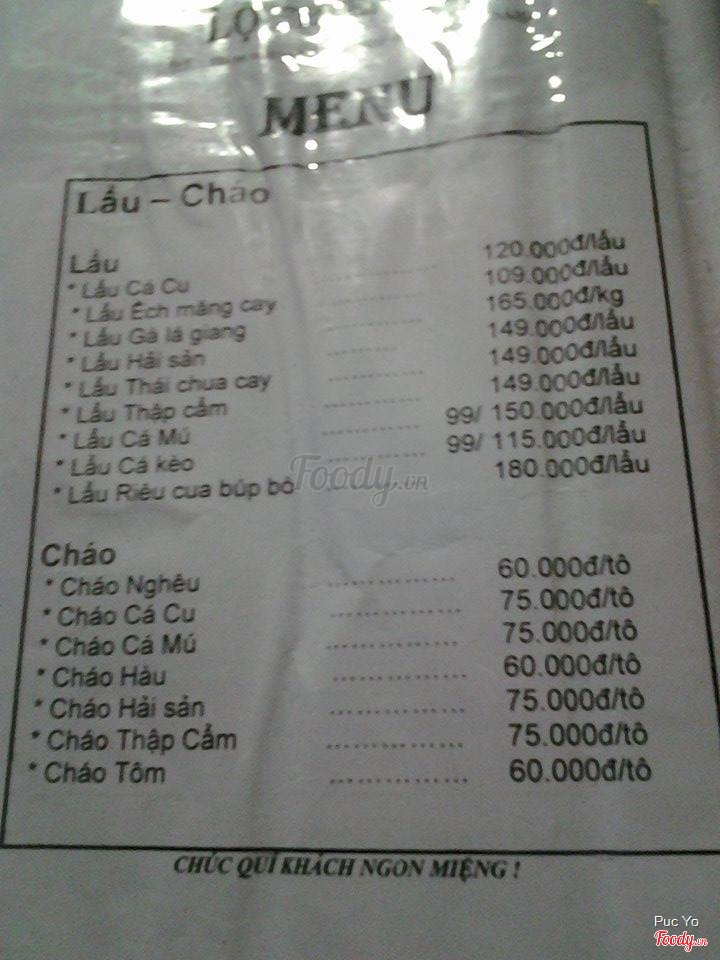 LỌ
MENU
Lẩu – Cháo
Lẩu
* Lẩu Cá Cu ............ 120.000đ/lẩu
* Lẩu Ếch măng cay ............ 109.000đ/lẩu
* Lẩu Gà lá giang ............ 165.000đ/kg
* Lẩu Hải sản ............ 149.000đ/lẩu
* Lẩu Thái chua cay ............ 149.000đ/lẩu
* Lẩu Thập cẩm ............ 149.000đ/lẩu
* Lẩu Cá Mú ............ 99/ 150.000đ/lẩu
* Lẩu Cá kèo ............ 99/ 115.000đ/lẩu
* Lẩu Riêu cua búp bò ............ 180.000đ/lẩu
Foody.vn
Cháo
* Cháo Nghêu ............ 60.000đ/tô
* Cháo Cá Cu ............ 75.000đ/tô
* Cháo Cá Mú ............ 75.000đ/tô
* Cháo Hàu ............ 60.000đ/tô
* Cháo Hải sản ............ 75.000đ/tô
* Cháo Thập Cẩm ............ 75.000đ/tô
* Cháo Tôm ............ 60.000đ/tô
CHÚC QUÍ KHÁCH NGON MIỆNG !
Puc Yo
Foody.vn